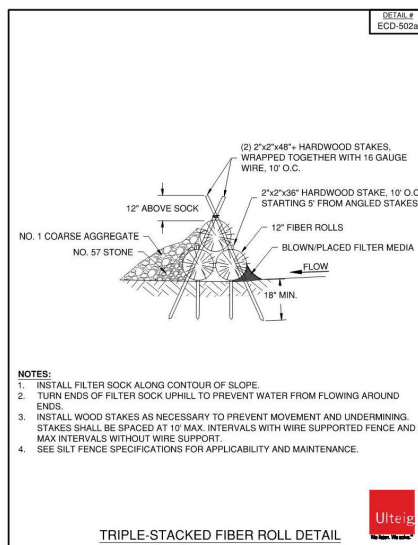 DETAIL #
ECD-502a
(2) 2"x2"x48"+ HARDWOOD STAKES,
WRAPPED TOGETHER WITH 16 GAUGE
WIRE, 10' O.C.
2"x2"x36" HARDWOOD STAKE, 10' O.C
STARTING 5' FROM ANGLED STAKES
12" ABOVE SOCK
NO. 1 COARSE AGGREGATE
12" FIBER ROLLS
NO. 57 STONE
BLOWN/PLACED FILTER MEDIA
FLOW
18" MIN.
NOTES:
1. INSTALL FILTER SOCK ALONG CONTOUR OF SLOPE.
2. TURN ENDS OF FILTER SOCK UPHILL TO PREVENT WATER FROM FLOWING AROUND
ENDS.
3. INSTALL WOOD STAKES AS NECESSARY TO PREVENT MOVEMENT AND UNDERMINING.
STAKES SHALL BE SPACED AT 10' MAX. INTERVALS WITH WIRE SUPPORTED FENCE AND
MAX INTERVALS WITHOUT WIRE SUPPORT.
4. SEE SILT FENCE SPECIFICATIONS FOR APPLICABILITY AND MAINTENANCE.
TRIPLE-STACKED FIBER ROLL DETAIL
Ulteig
We listen. We solve.